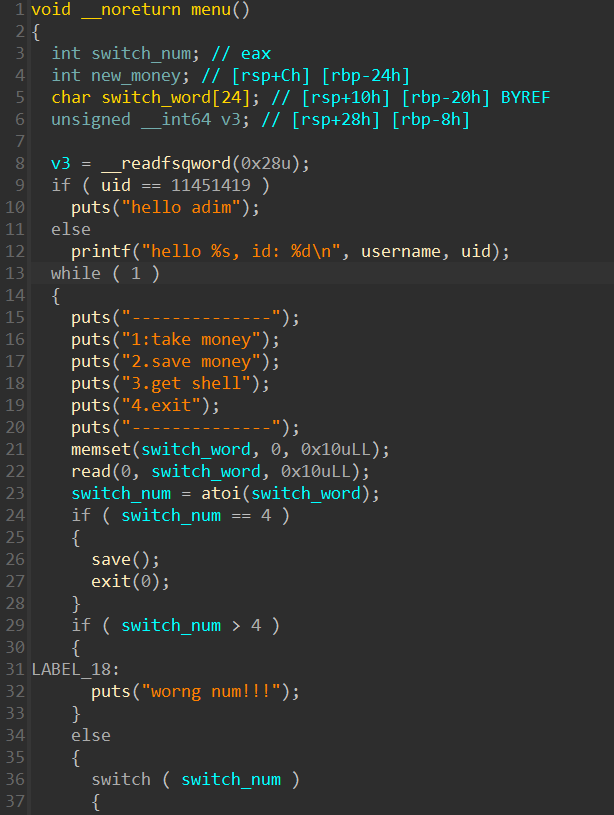 1 void __noreturn menu()
2 {
3   int switch_num; // eax
4   int new_money; // [rsp+Ch] [rbp-24h]
5   char switch_word[24]; // [rsp+10h] [rbp-20h] BYREF
6   unsigned __int64 v3; // [rsp+28h] [rbp-8h]
7
8   v3 = __readfsqword(0x28u);
9   if ( uid == 11451419 )
10     puts("hello adim");
11   else
12     printf("hello %s, id: %d\n", username, uid);
13   while ( 1 )
14   {
15     puts("--------------");
16     puts("1:take money");
17     puts("2.save money");
18     puts("3.get shell");
19     puts("4.exit");
20     puts("--------------");
21     memset(switch_word, 0, 0x10uLL);
22     read(0, switch_word, 0x10uLL);
23     switch_num = atoi(switch_word);
24     if ( switch_num == 4 )
25     {
26       save();
27       exit(0);
28     }
29     if ( switch_num > 4 )
30     {
31 LABEL_18:
32       puts("worng num!!!");
33     }
34     else
35     {
36       switch ( switch_num )
37       {